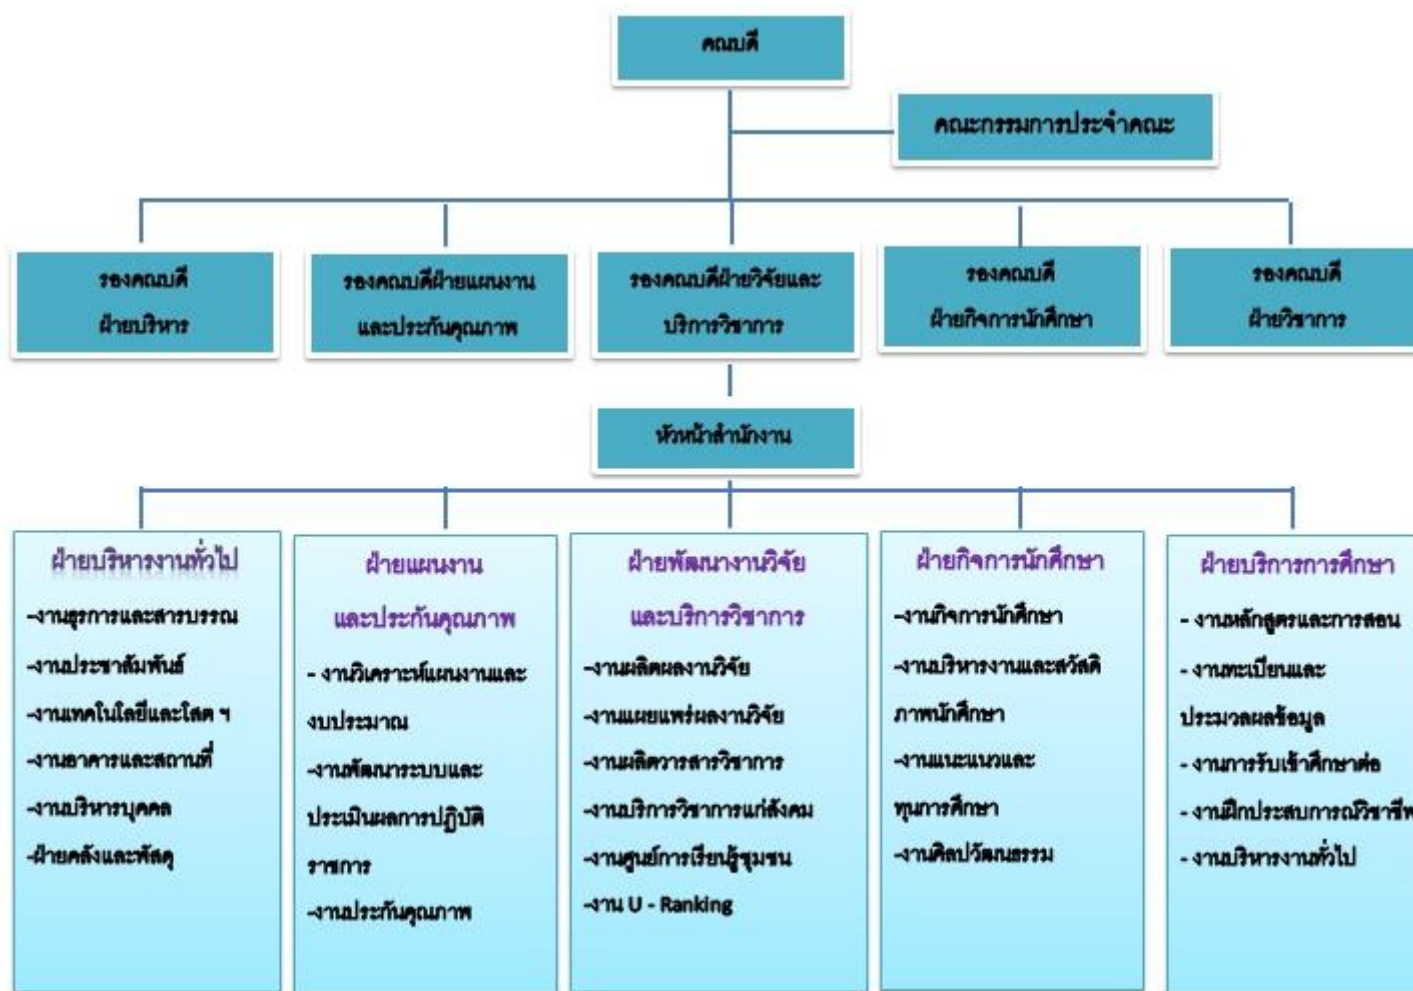 คณบดี
คณะกรรมการประจำคณะ
รองคณบดี
ฝ่ายบริหาร
รองคณบดีฝ่ายแผนงาน
และประกันคุณภาพ
รองคณบดีฝ่ายวิจัยและ
บริการวิชาการ
รองคณบดี
ฝ่ายกิจการนักศึกษา
รองคณบดี
ฝ่ายวิชาการ
หัวหน้าสำนักงาน
ฝ่ายบริหารงานทั่วไป
-งานธุรการและสารบรรณ
-งานประชาสัมพันธ์
-งานเทคโนโลยีและโสต ฯ
-งานอาคารและสถานที่
-งานบริหารบุคคล
-ฝ่ายคลังและพัสดุ
ฝ่ายแผนงาน
และประกันคุณภาพ
- งานวิเคราะห์แผนงานและ
งบประมาณ
-งานพัฒนาระบบและ
ประเมินผลการปฏิบัติ
ราชการ
-งานประกันคุณภาพ
ฝ่ายพัฒนางานวิจัย
และบริการวิชาการ
-งานผลิตผลงานวิจัย
-งานเผยแพร่ผลงานวิจัย
-งานผลิตวารสารวิชาการ
-งานบริการวิชาการแก่สังคม
-งานศูนย์การเรียนรู้ชุมชน
-งาน U - Ranking
ฝ่ายกิจการนักศึกษา
-งานกิจการนักศึกษา
-งานบริหารงานและสวัสดิ
ภาพนักศึกษา
-งานแนะแนวและ
ทุนการศึกษา
-งานศิลปวัฒนธรรม
ฝ่ายบริการการศึกษา
- งานหลักสูตรและการสอน
- งานทะเบียนและ
ประมวลผลข้อมูล
- งานการรับเข้าศึกษาต่อ
- งานฝึกประสบการณ์วิชาชีพ
- งานบริหารงานทั่วไป